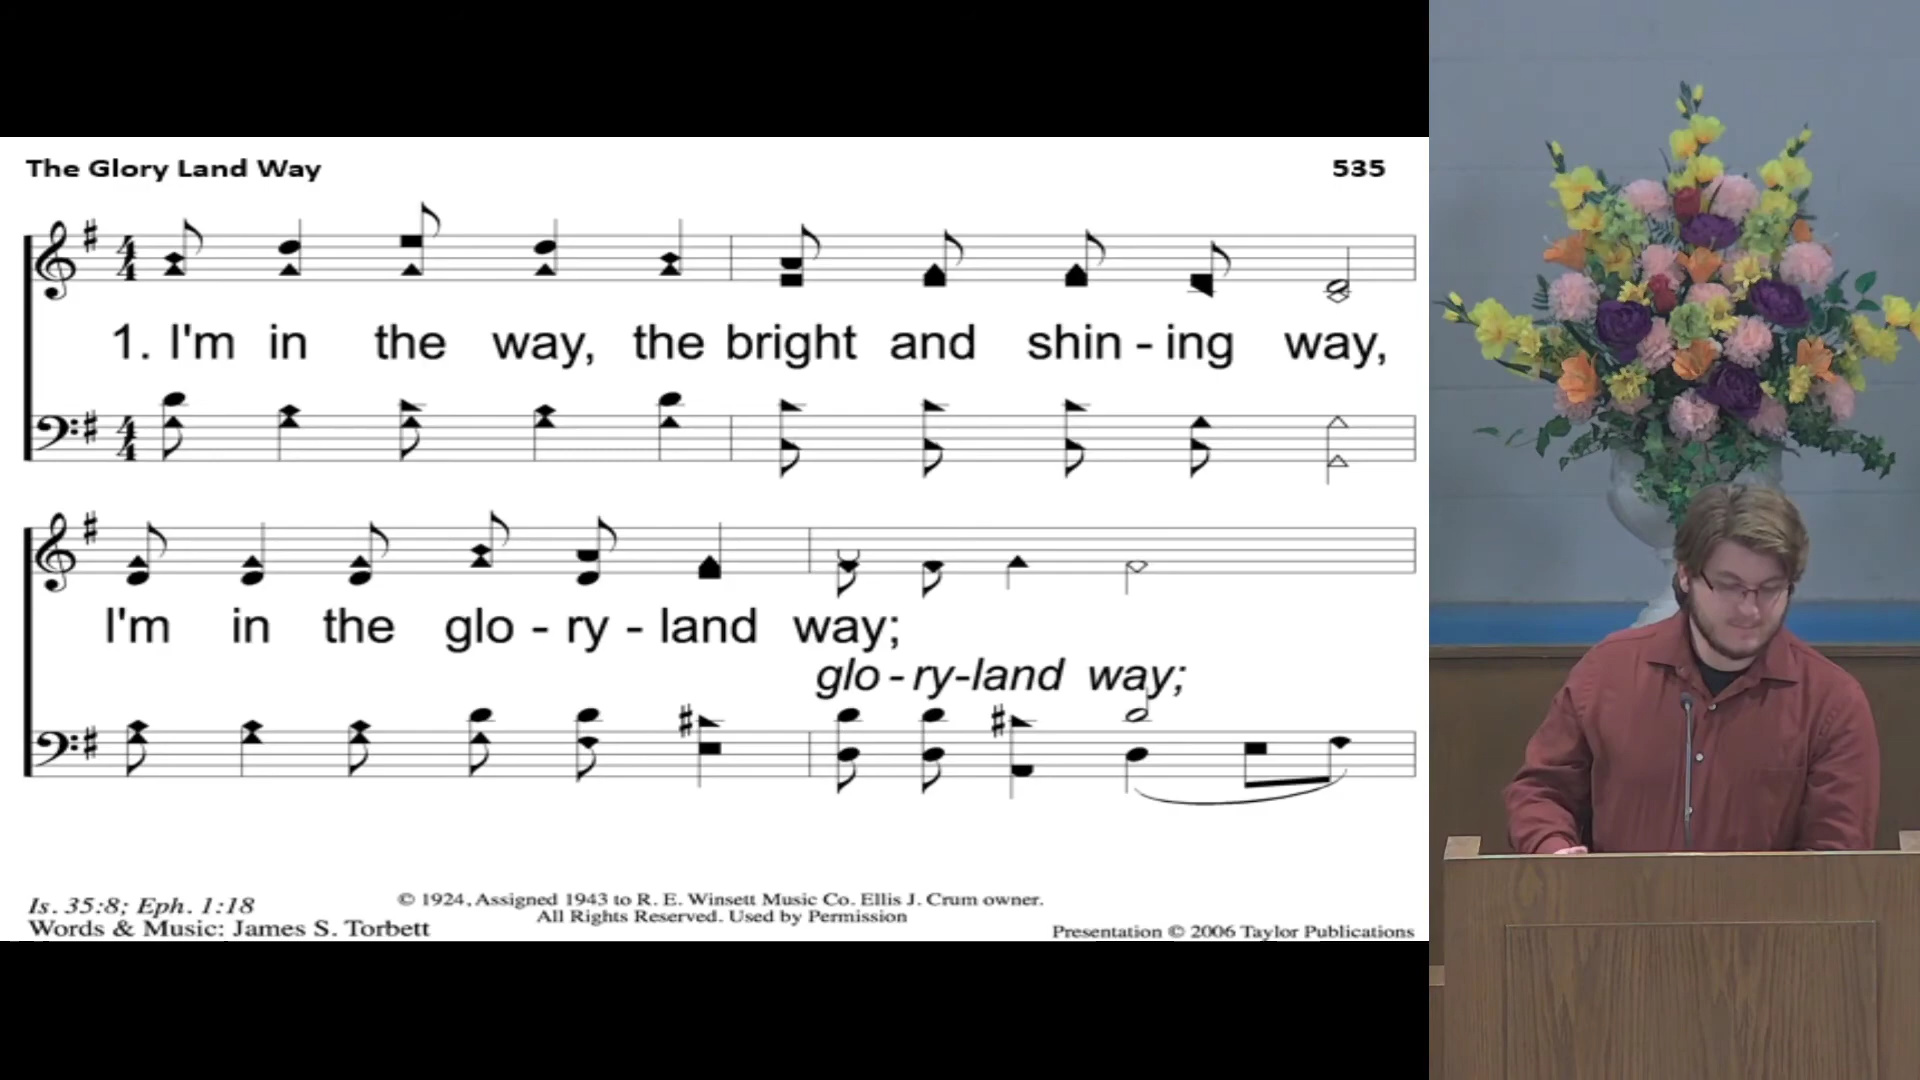 The Glory Land Way
535
1. I'm in the way, the bright and shin - ing way,
I'm in the glo - ry - land way;
glo - ry-land way;
Is. 35:8; Eph. 1:18
Words & Music: James S. Torbett
© 1924, Assigned 1943 to R. E. Winsett Music Co. Ellis J. Crum owner.
All Rights Reserved. Used by Permission
Presentation © 2006 Taylor Publications